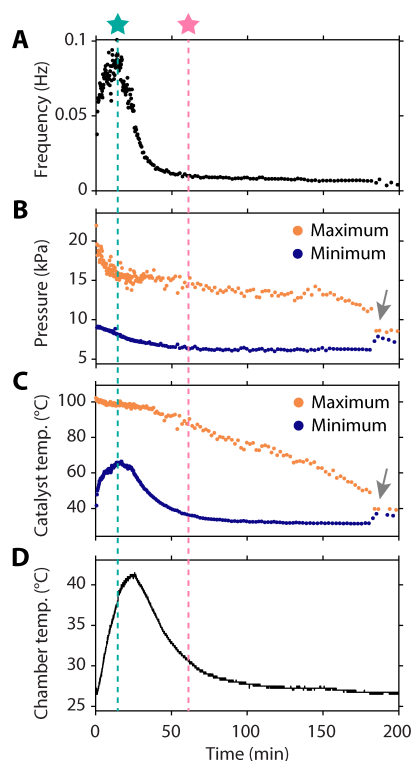 A
0.1
0.05
0
Frequency (Hz)
B
20
15
10
5
Pressure (kPa)
Maximum
Minimum
C
100
80
60
40
Catalyst temp. (°C)
Maximum
Minimum
D
40
35
30
25
Chamber temp. (°C)
0
50
100
150
200
Time (min)